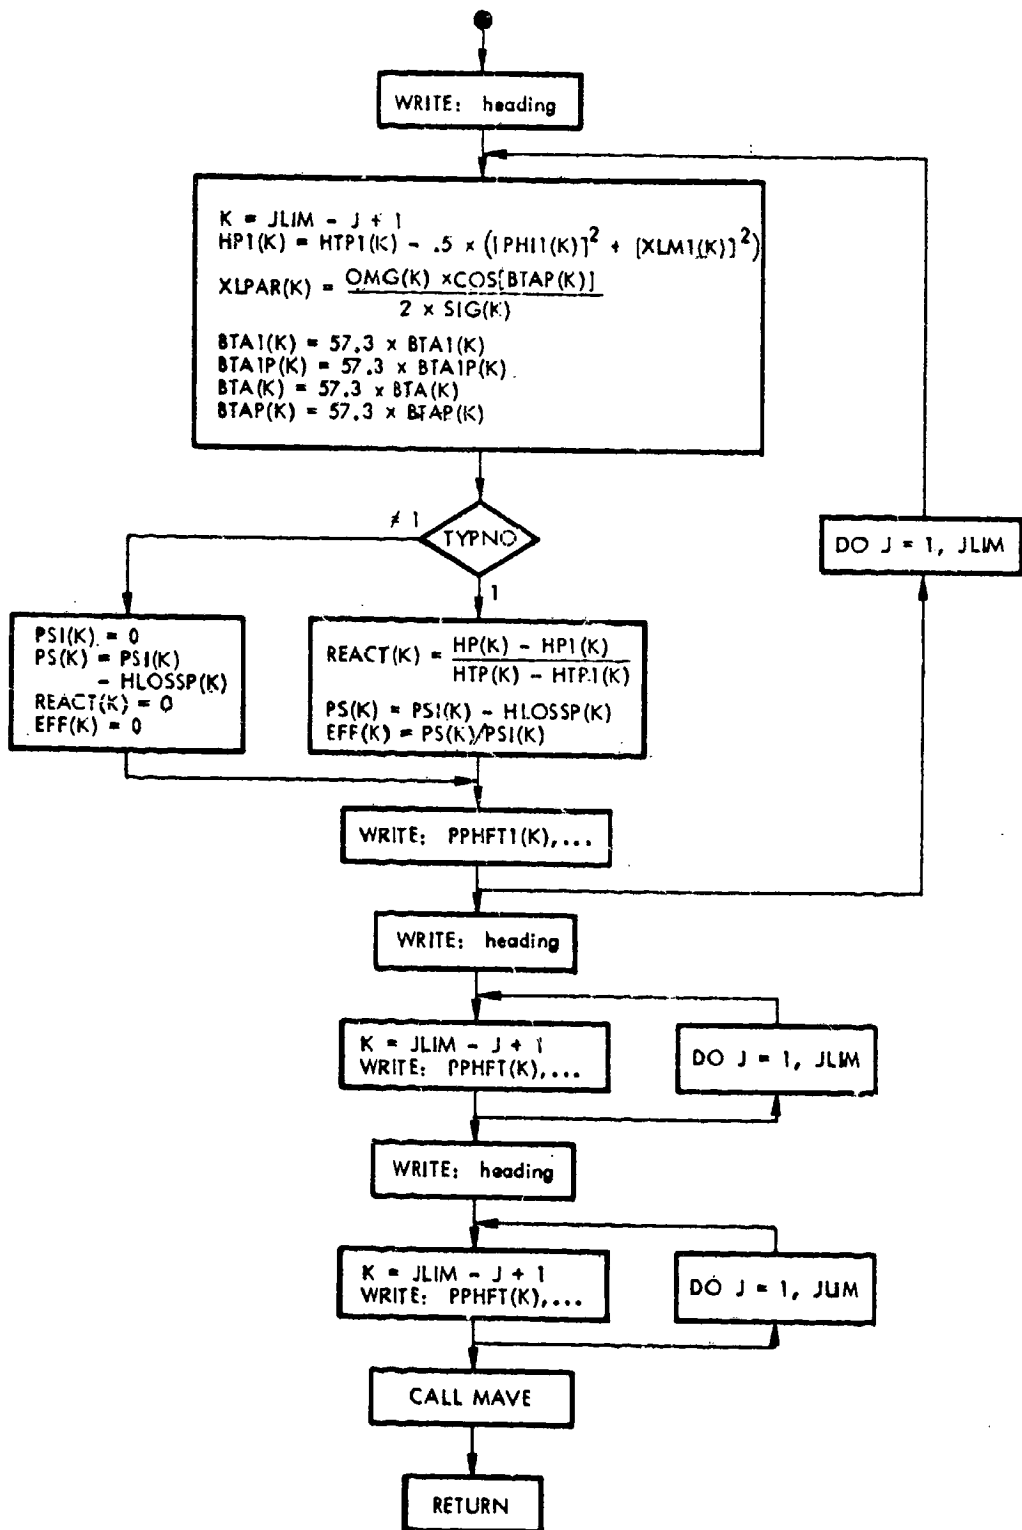 WRITE: heading
K = JLIM - J + 1
HP1(K) = HTP1(K) - .5 × ([PHI1(K)]² + [XLM1(K)]²)
XLPAR(K) = OMG(K) ×COS[BTAP(K)]
2 × SIG(K)
BTA1(K) = 57.3 × BTA1(K)
BTA1P(K) = 57.3 × BTA1P(K)
BTA(K) = 57.3 × BTA(K)
BTAP(K) = 57.3 × BTAP(K)
≠ 1
TYPNO
DO J = 1, JLIM
1
PSI(K) = 0
PS(K) = PSI(K)
- HLOSSP(K)
REACT(K) = 0
EFF(K) = 0
REACT(K) = HP(K) - HP1(K)
HTP(K) - HTP1(K)
PS(K) = PSI(K) - HLOSSP(K)
EFF(K) = PS(K)/PSI(K)
WRITE: PPHFT1(K),...
WRITE: heading
K = JLIM - J + 1
WRITE: PPHFT(K),...
DO J = 1, JLIM
WRITE: heading
K = JLIM - J + 1
WRITE: PPHFT(K),...
DO J = 1, JLIM
CALL MAVE
RETURN